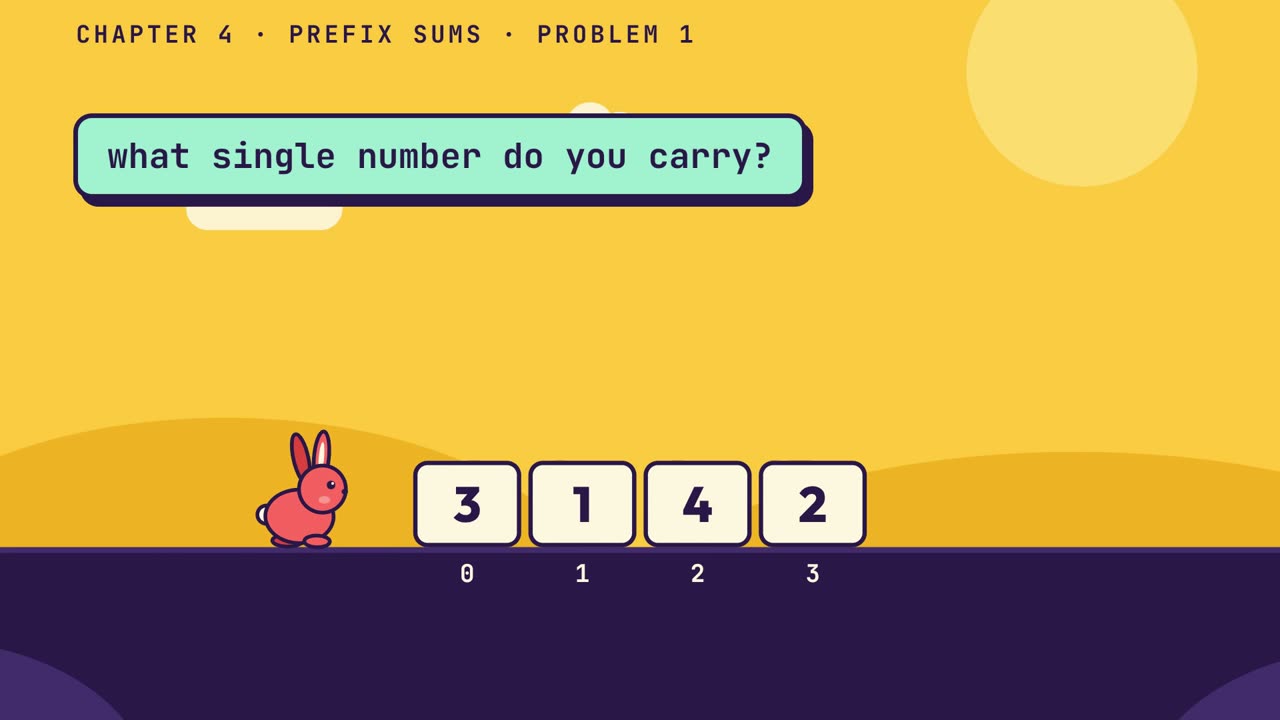 CHAPTER 4 · PREFIX SUMS · PROBLEM 1
what single number do you carry?
3 1 4 2
0 1 2 3